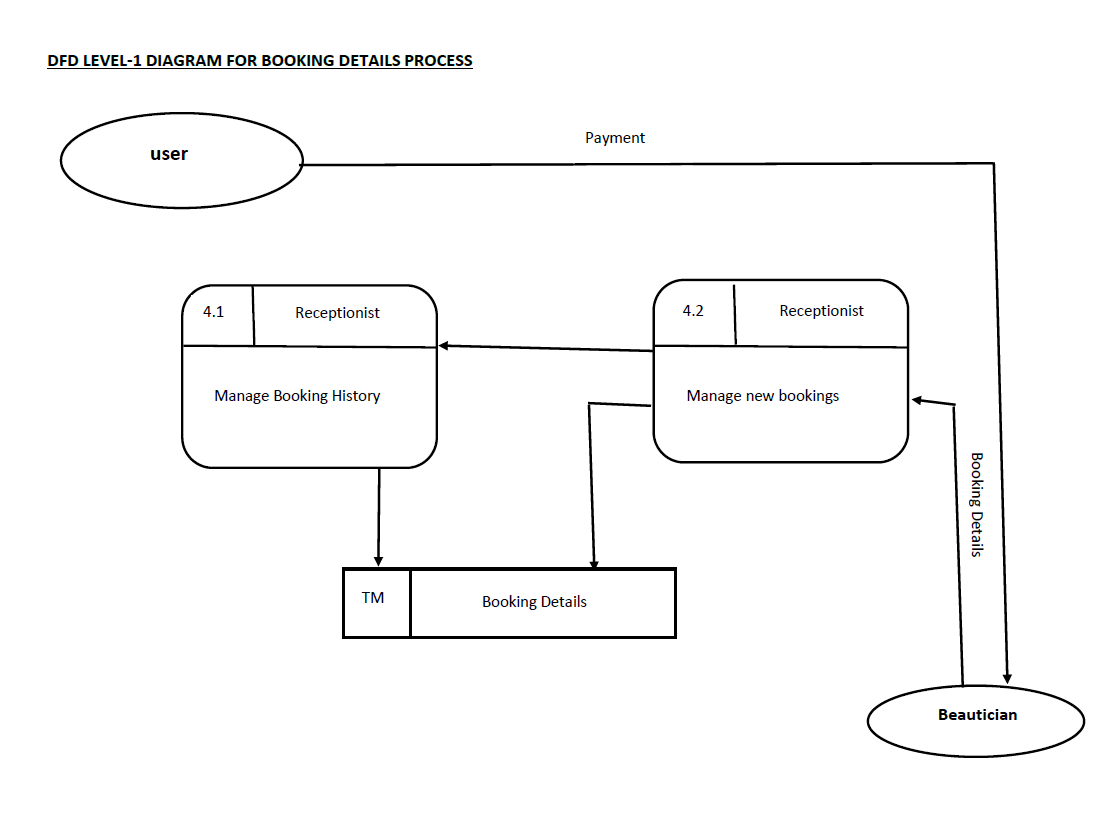 DFD LEVEL-1 DIAGRAM FOR BOOKING DETAILS PROCESS
user
Payment
4.1
Receptionist
Manage Booking History
4.2
Receptionist
Manage new bookings
Booking Details
TM
Booking Details
Beautician